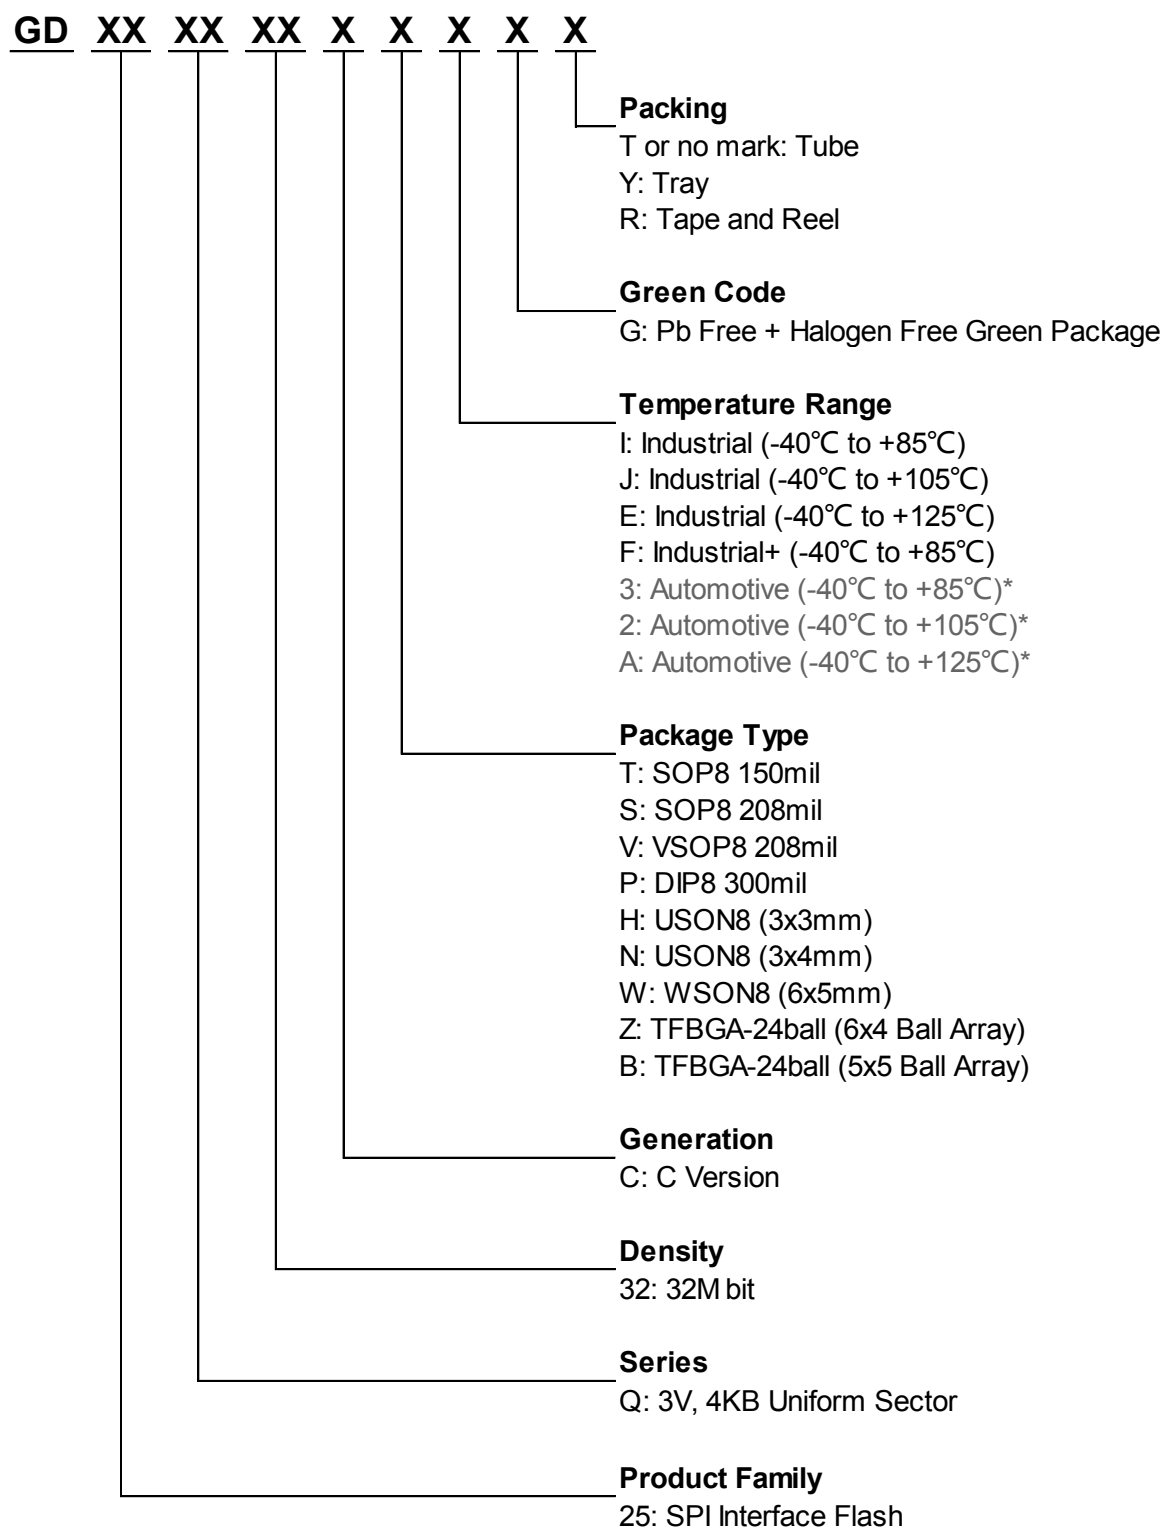 GD XX XX XX X X X X X
Packing
T or no mark: Tube
Y: Tray
R: Tape and Reel
Green Code
G: Pb Free + Halogen Free Green Package
Temperature Range
I: Industrial (-40℃ to +85℃)
J: Industrial (-40℃ to +105℃)
E: Industrial (-40℃ to +125℃)
F: Industrial+ (-40℃ to +85℃)
3: Automotive (-40℃ to +85℃)*
2: Automotive (-40℃ to +105℃)*
A: Automotive (-40℃ to +125℃)*
Package Type
T: SOP8 150mil
S: SOP8 208mil
V: VSOP8 208mil
P: DIP8 300mil
H: USON8 (3x3mm)
N: USON8 (3x4mm)
W: WSON8 (6x5mm)
Z: TFBGA-24ball (6x4 Ball Array)
B: TFBGA-24ball (5x5 Ball Array)
Generation
C: C Version
Density
32: 32M bit
Series
Q: 3V, 4KB Uniform Sector
Product Family
25: SPI Interface Flash